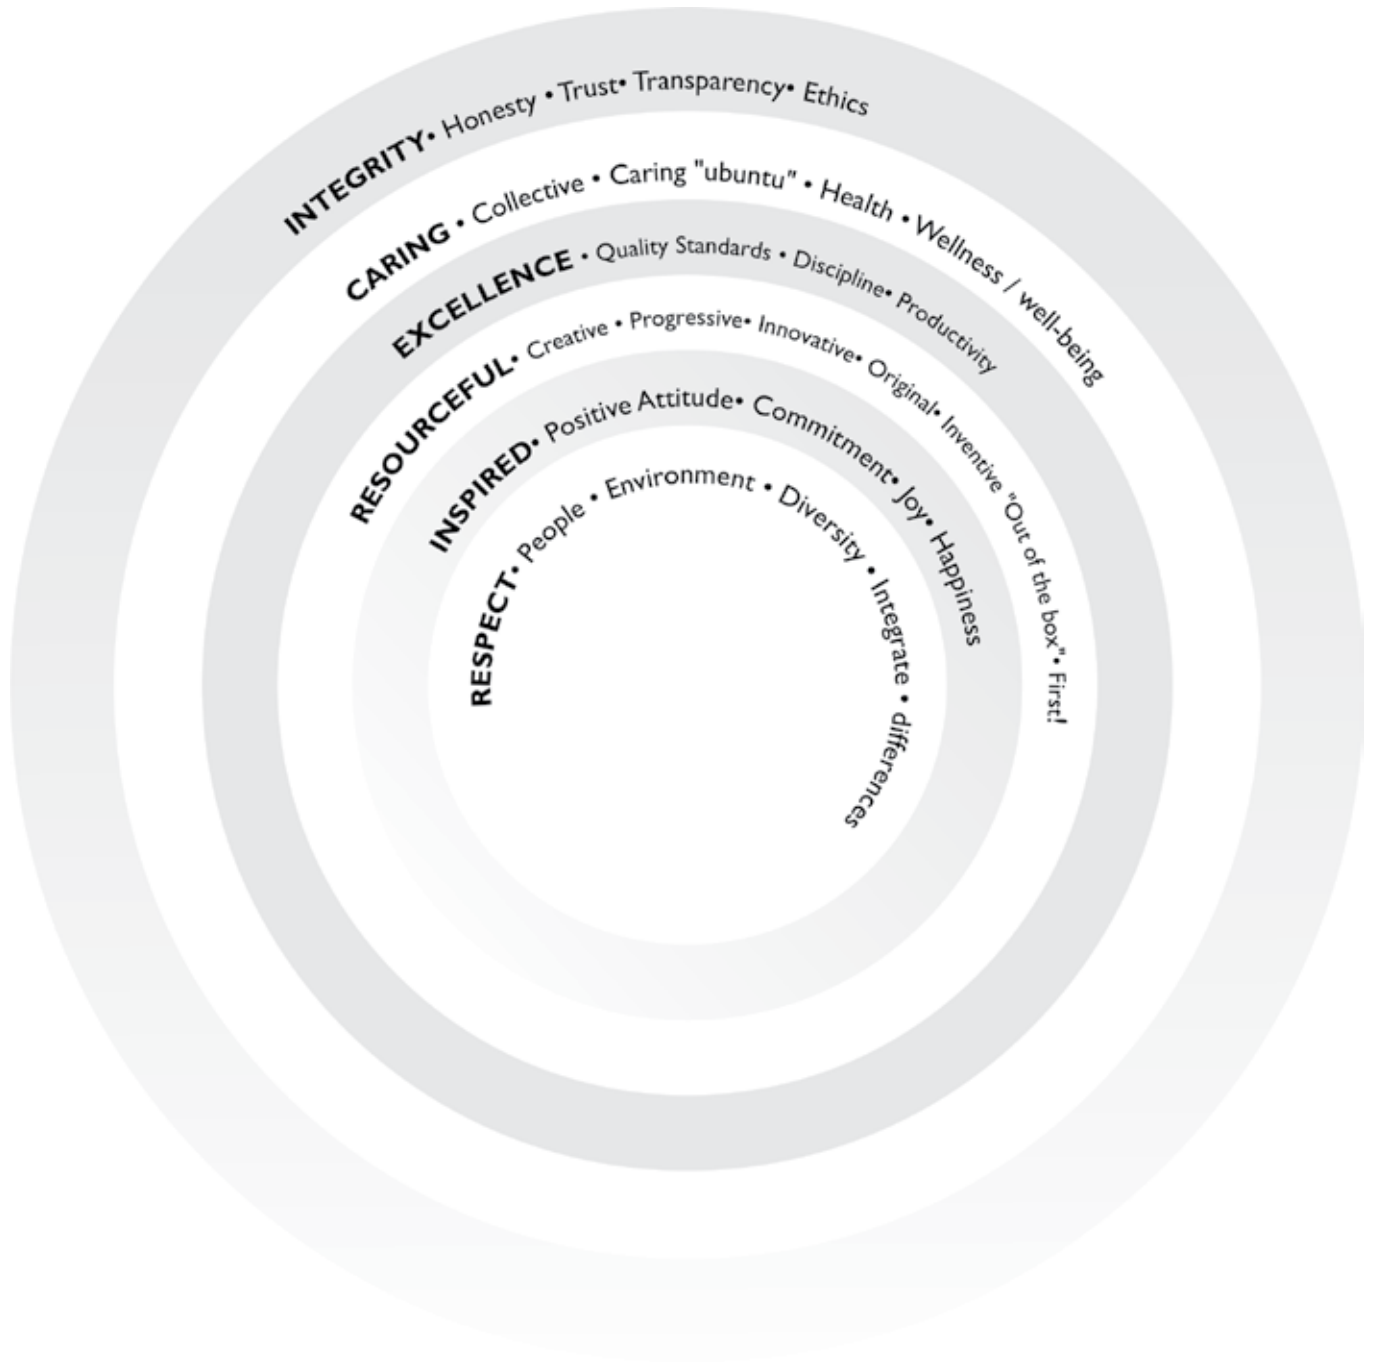 INTEGRITY• Honesty • Trust• Transparency• Ethics
CARING • Collective • Caring "ubuntu" • Health • Wellness / well-being
EXCELLENCE • Quality Standards • Discipline• Productivity
RESOURCEFUL• Creative • Progressive• Innovative• Original• Inventive "Out of the box"• First!
INSPIRED• Positive Attitude• Commitment• Joy• Happiness
RESPECT• People • Environment • Diversity • Integrate • differences